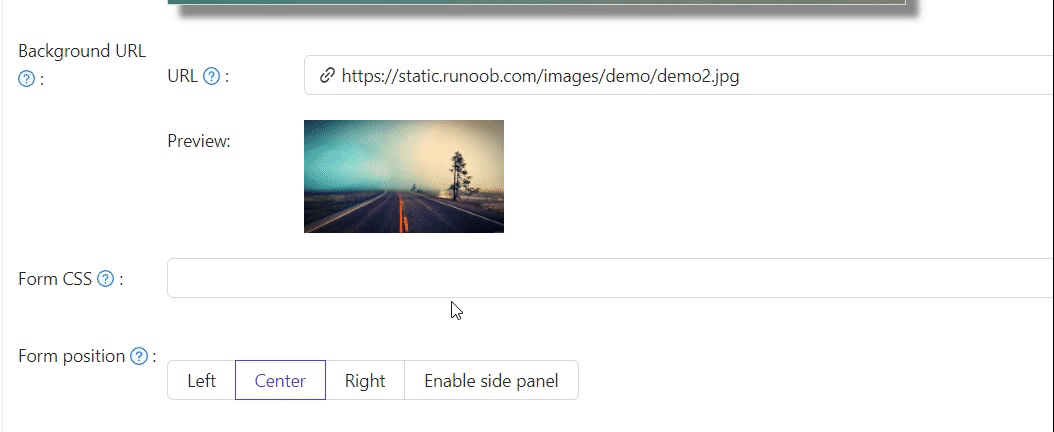 Background URL
? :
URL ? :
https://static.runoob.com/images/demo/demo2.jpg
Preview:
Form CSS ? :
Form position ? :
Left
Center
Right
Enable side panel